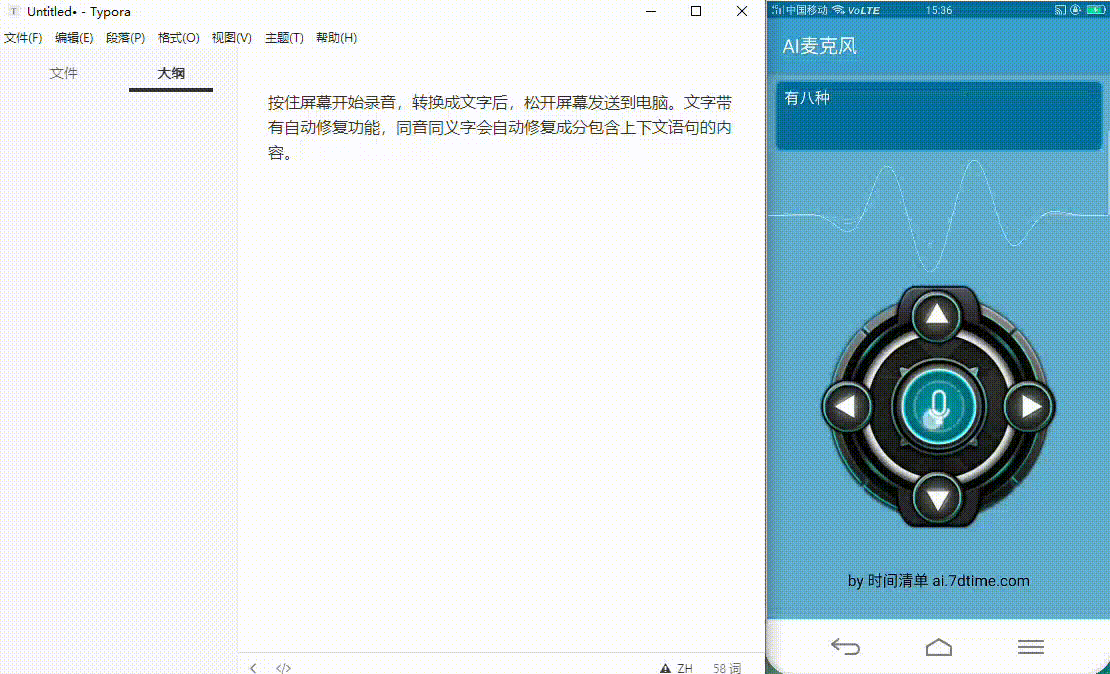 Untitled• - Typora
文件(F) 编辑(E) 段落(P) 格式(O) 视图(V) 主题(T) 帮助(H)
文件 大纲
按住屏幕开始录音，转换成文字后，松开屏幕发送到电脑。文字带
有自动修复功能，同音同义字会自动修复成分包含上下文语句的内
容。
ZH 58 词
中国移动 VoLTE 15:36
AI麦克风
有八种
by 时间清单 ai.7dtime.com